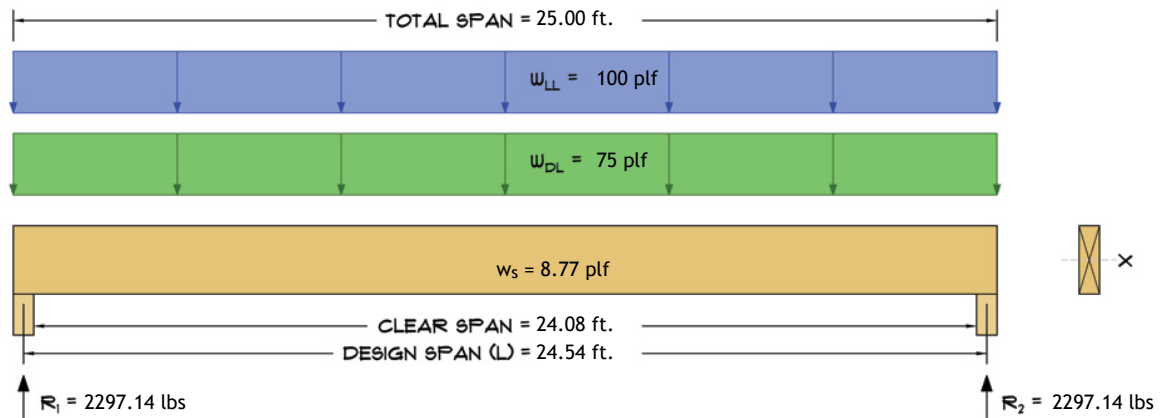 TOTAL SPAN = 25.00 ft.
WLL = 100 plf
WDL = 75 plf
ws = 8.77 plf
X
CLEAR SPAN = 24.08 ft.
DESIGN SPAN (L) = 24.54 ft.
R1 = 2297.14 lbs
R2 = 2297.14 lbs